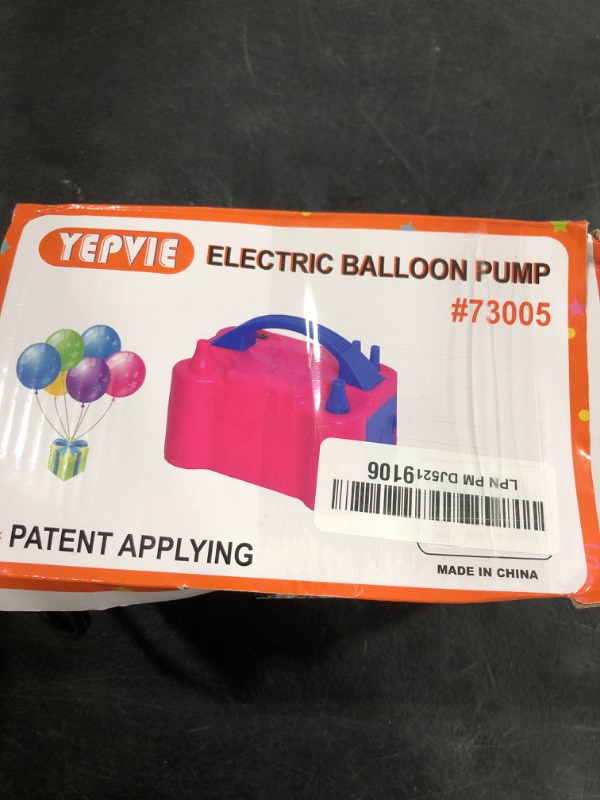 YEPVIE
ELECTRIC BALLOON PUMP
#73005
LPN PM DJ5219106
PATENT APPLYING
MADE IN CHINA